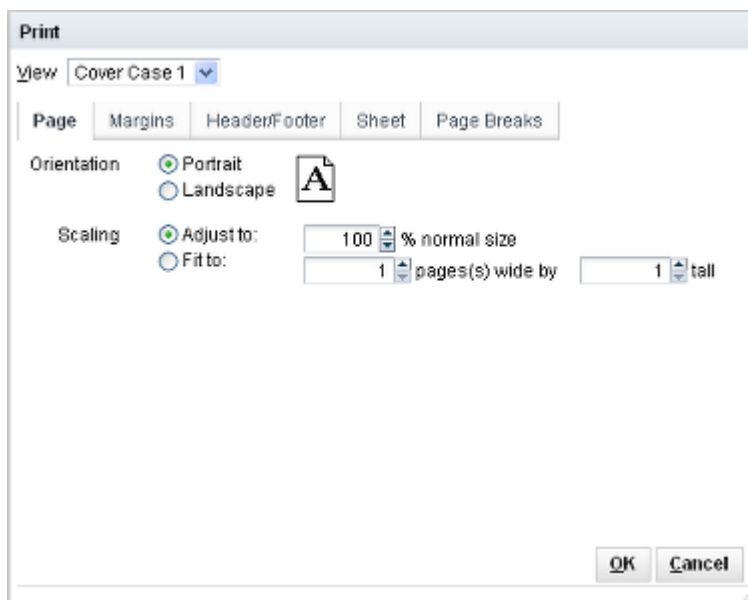 Print
View Cover Case 1
Page Margins Header/Footer Sheet Page Breaks
Orientation Portrait
Landscape
A
Scaling Adjust to: 100 % normal size
Fit to: 1 pages(s) wide by 1 tall
OK Cancel